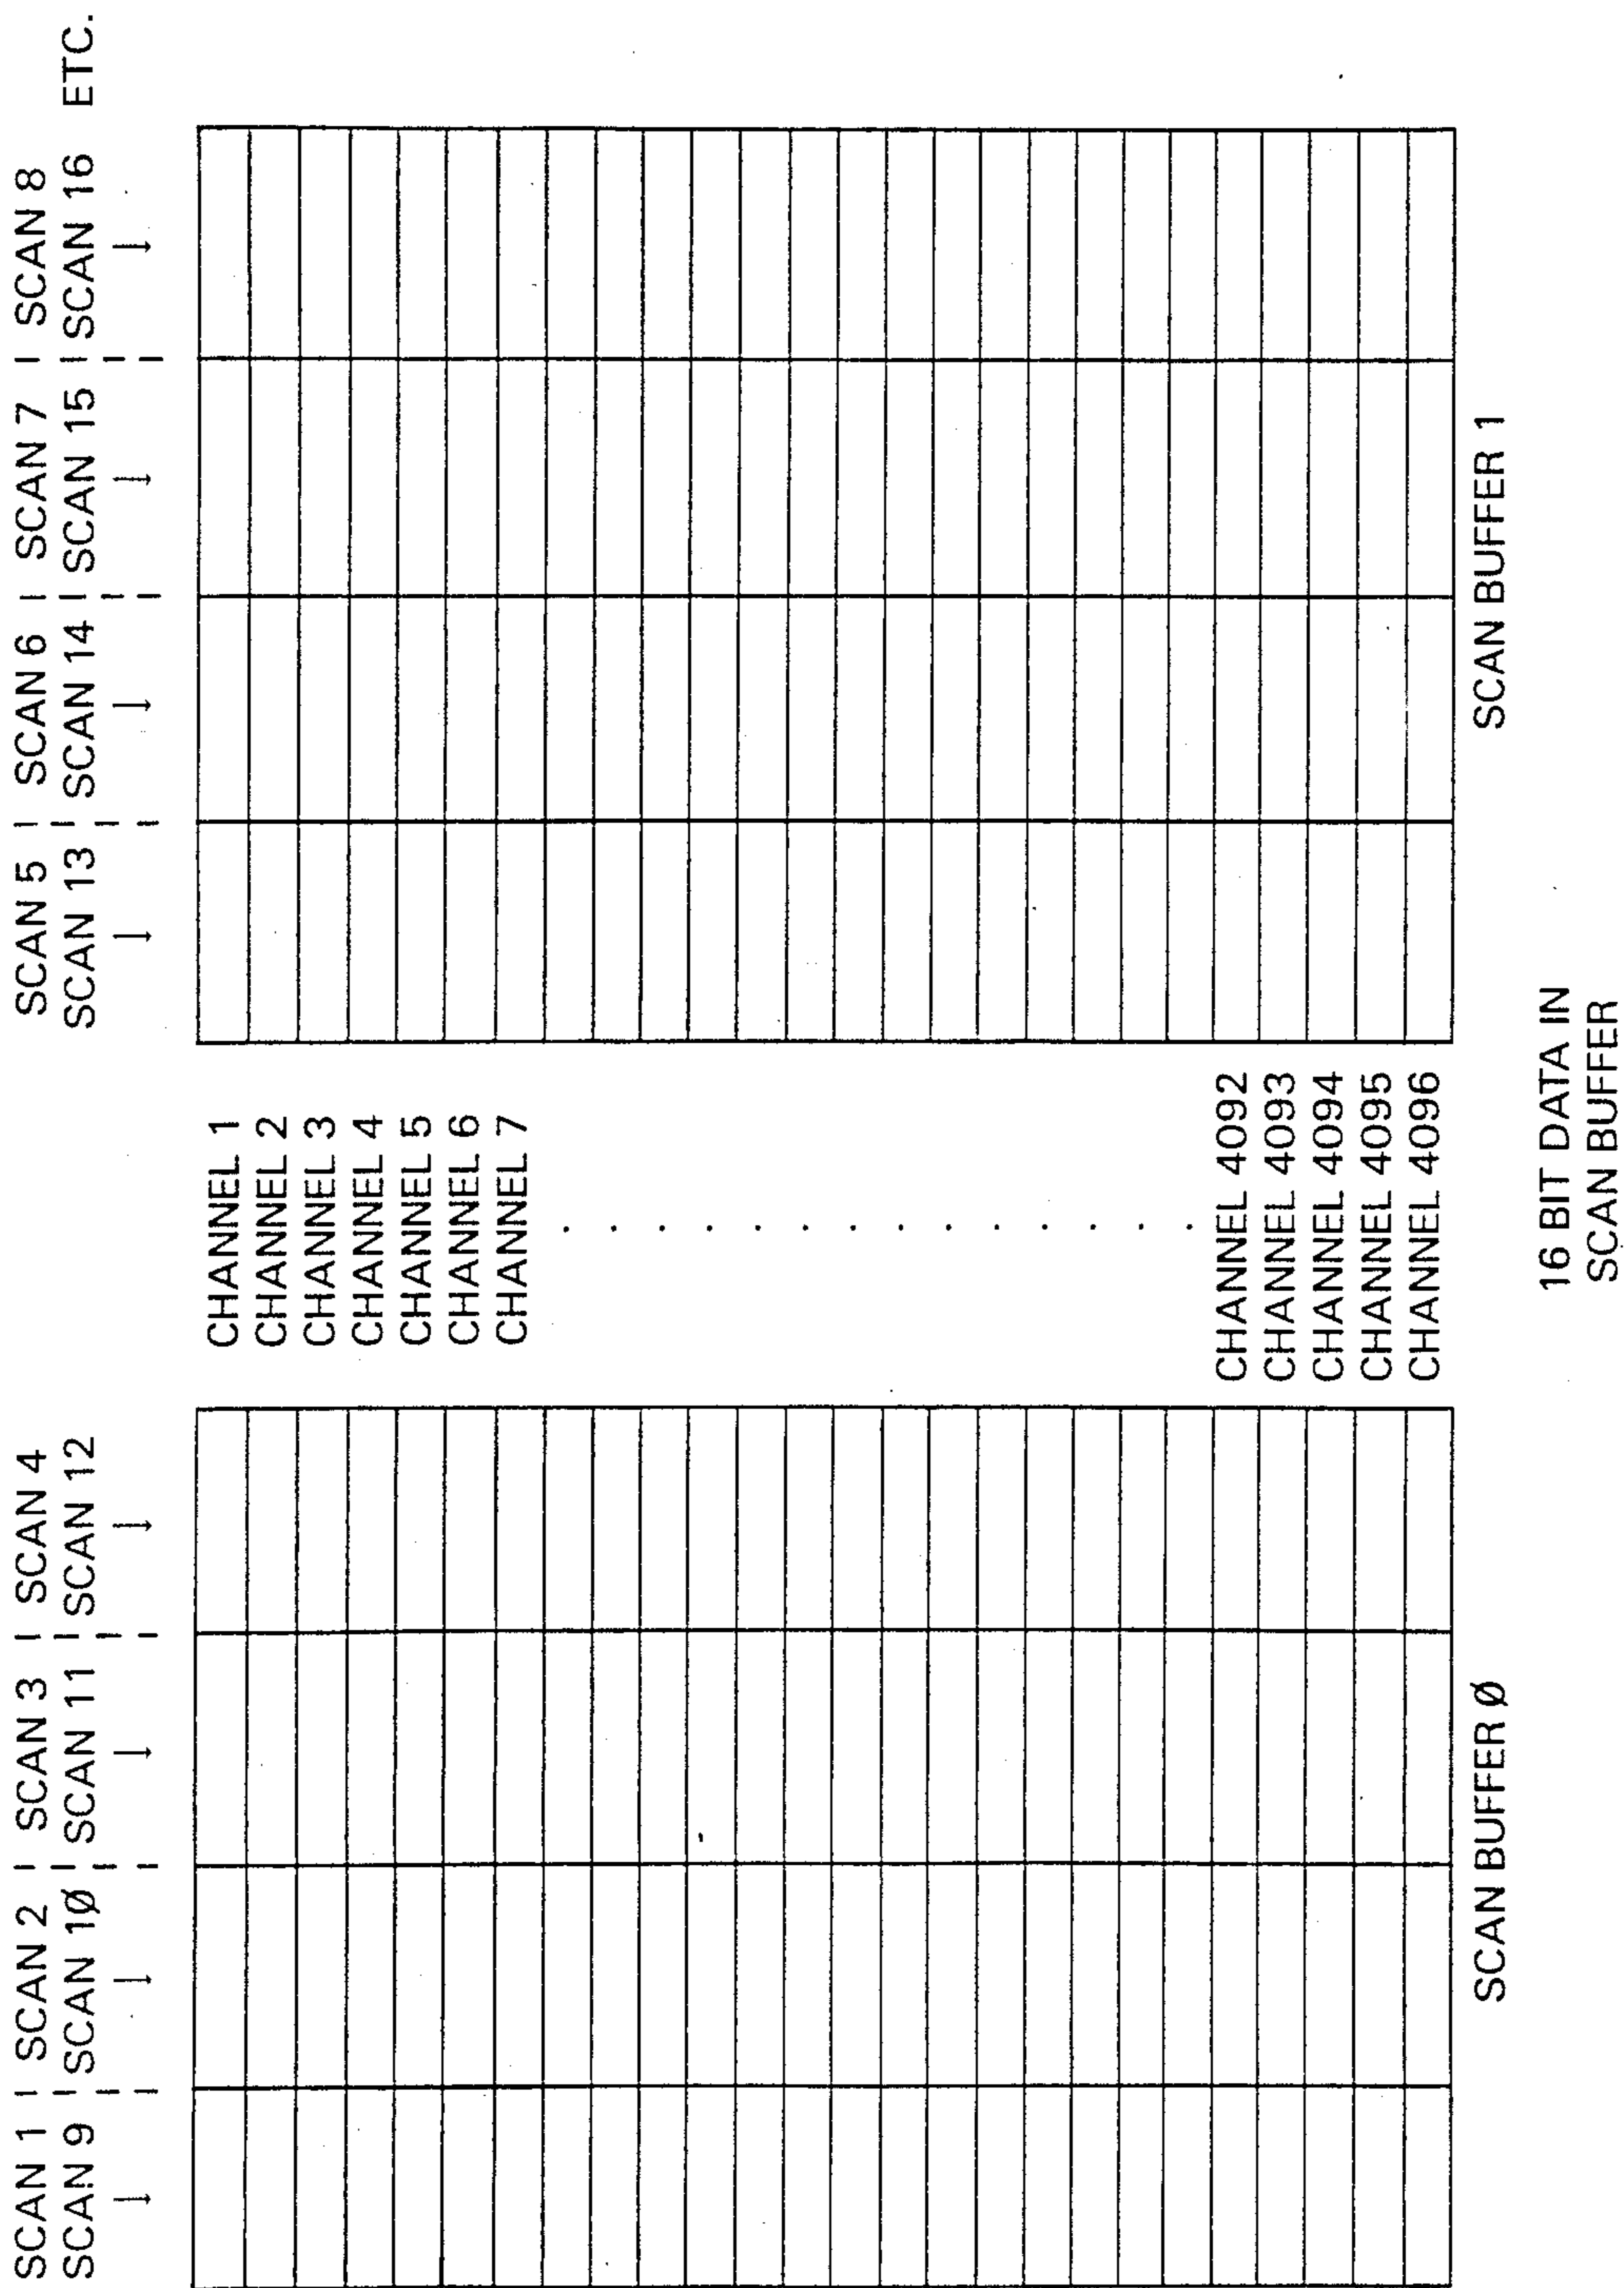 SCAN 1 | SCAN 2 | SCAN 3 | SCAN 4
SCAN 9 | SCAN 1Ø | SCAN 11 | SCAN 12
↓ ↓ ↓ ↓
SCAN 5 | SCAN 6 | SCAN 7 | SCAN 8
SCAN 13 | SCAN 14 | SCAN 15 | SCAN 16 ETC.
↓ ↓ ↓ ↓
CHANNEL 1
CHANNEL 2
CHANNEL 3
CHANNEL 4
CHANNEL 5
CHANNEL 6
CHANNEL 7
. . . . . . . . . . . . . .
CHANNEL 4092
CHANNEL 4093
CHANNEL 4094
CHANNEL 4095
CHANNEL 4096
SCAN BUFFER Ø
SCAN BUFFER 1
16 BIT DATA IN
SCAN BUFFER